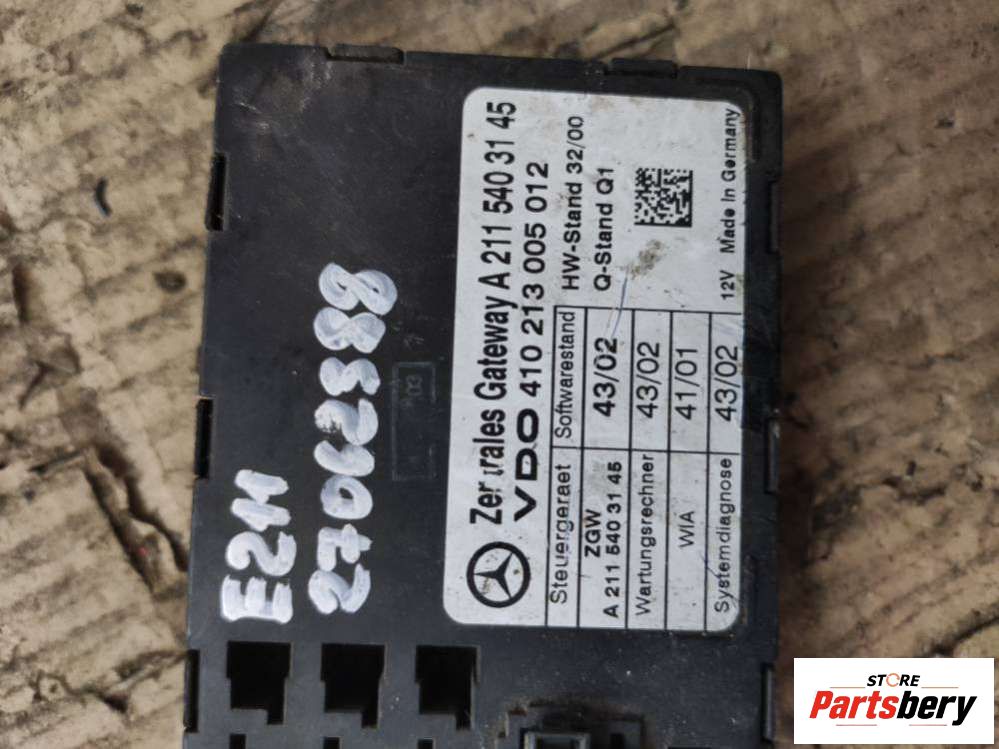 Zentrales Gateway A 211 540 31 45
VDO 410 213 005 012
Steuergeraet Softwarestand HW-Stand 32/00
Q-Stand Q1
ZGW
A 211 540 31 45 43/02
Wartungsrechner 43/02
WIA 41/01
Systemdiagnose 43/02
12V Made In Germany
E211
27062388
STORE
Partsbery